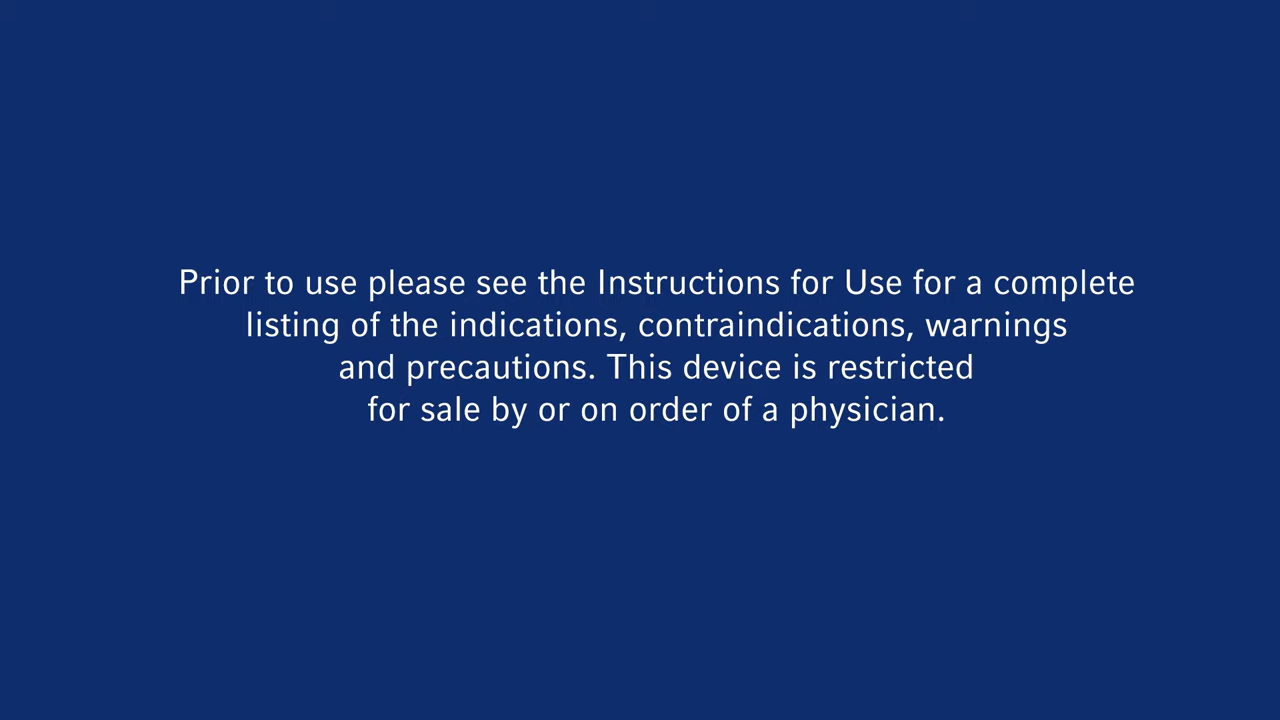 Prior to use please see the Instructions for Use for a complete
listing of the indications, contraindications, warnings
and precautions. This device is restricted
for sale by or on order of a physician.